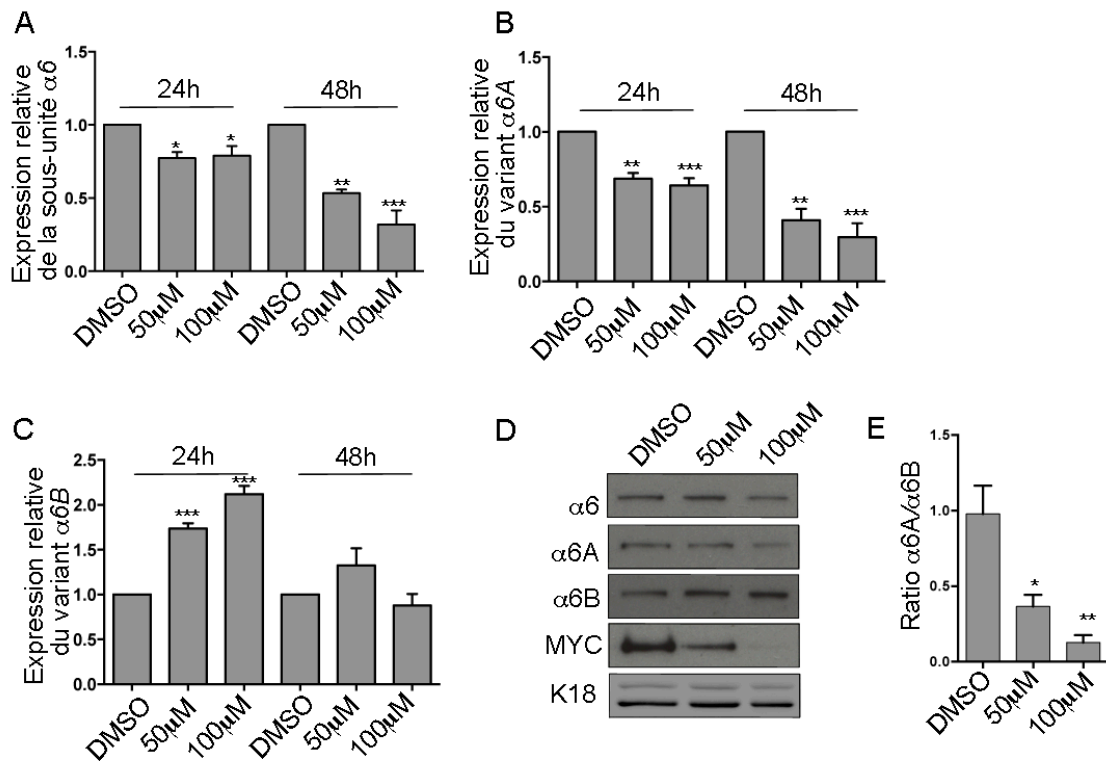 A
Expression relative
de la sous-unité α6
1.5
1.0
0.5
0.0
24h
48h
*
*
**
***
DMSO
50µM
100µM
DMSO
50µM
100µM
B
Expression relative
du variant α6A
1.5
1.0
0.5
0.0
24h
48h
**
***
**
***
DMSO
50µM
100µM
DMSO
50µM
100µM
C
Expression relative
du variant α6B
2.5
2.0
1.5
1.0
0.5
0.0
24h
48h
***
***
DMSO
50µM
100µM
DMSO
50µM
100µM
D
DMSO
50µM
100µM
α6
α6A
α6B
MYC
K18
E
Ratio α6A/α6B
1.5
1.0
0.5
0.0
*
**
DMSO
50µM
100µM